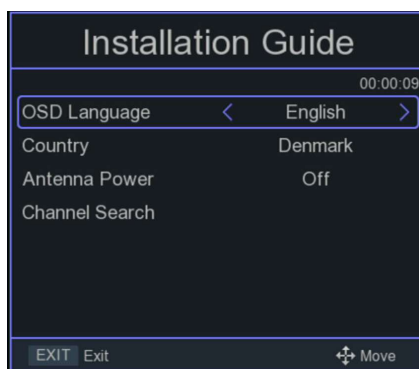 Installation Guide
00:00:09
OSD Language < English >
Country Denmark
Antenna Power Off
Channel Search
EXIT Exit Move